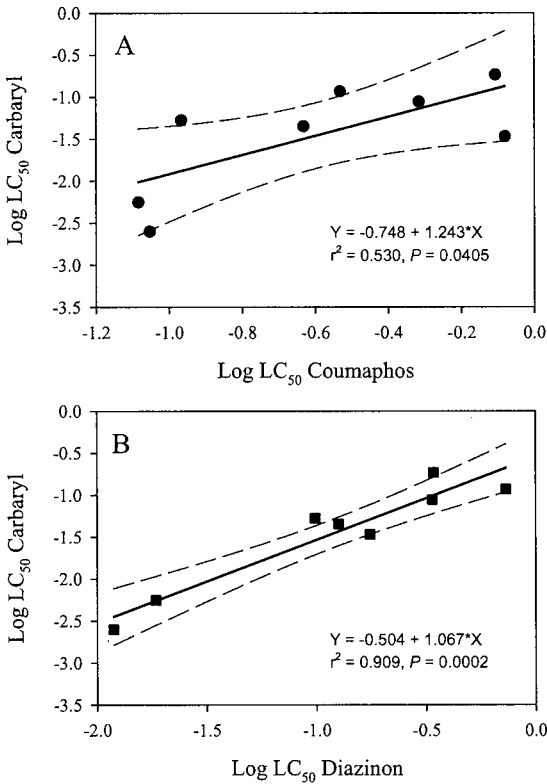 0.0
A
-0.5
-1.0
-1.5
-2.0
-2.5
-3.0
-3.5
Log LC50 Carbaryl
Y = -0.748 + 1.243*X
r² = 0.530, P = 0.0405
-1.2 -1.0 -0.8 -0.6 -0.4 -0.2 0.0
Log LC50 Coumaphos
0.0
B
-0.5
-1.0
-1.5
-2.0
-2.5
-3.0
-3.5
Log LC50 Carbaryl
Y = -0.504 + 1.067*X
r² = 0.909, P = 0.0002
-2.0 -1.5 -1.0 -0.5 0.0
Log LC50 Diazinon